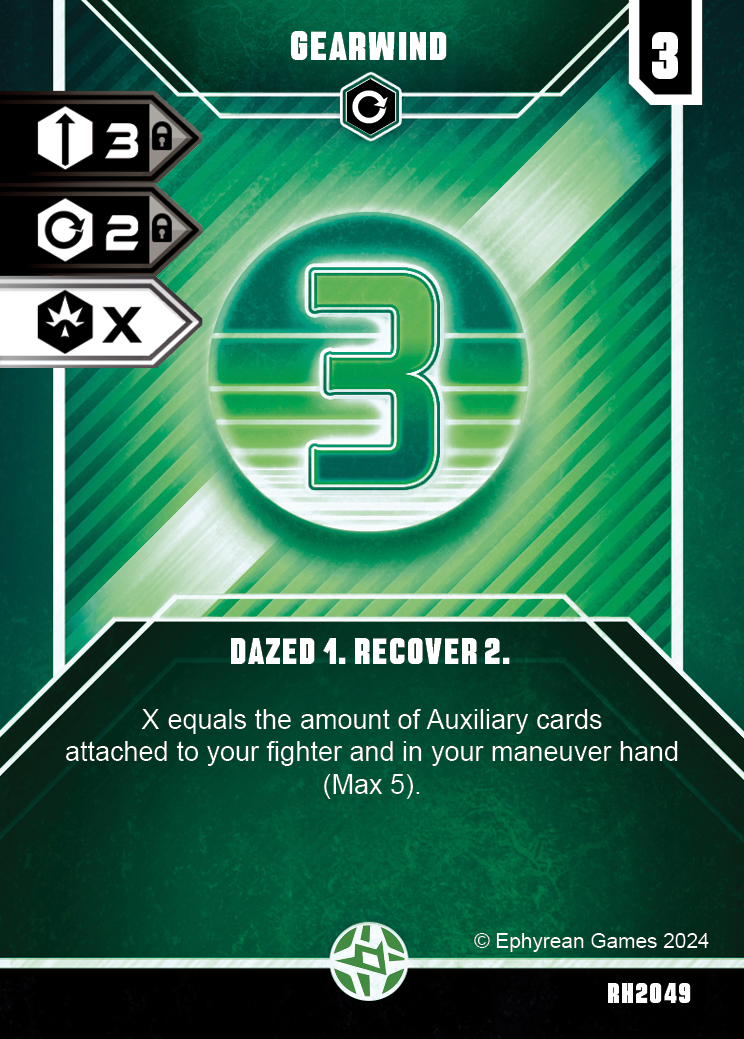 GEARWIND
3
3
2
X
3
DAZED 1. RECOVER 2.
X equals the amount of Auxiliary cards
attached to your fighter and in your maneuver hand
(Max 5).
© Ephyrean Games 2024
RH2049